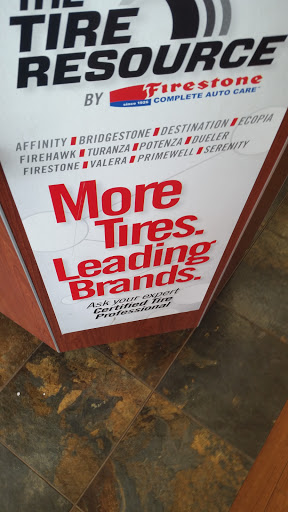 THE
TIRE
RESOURCE
BY Firestone
since 1926 COMPLETE AUTO CARE™
AFFINITY BRIDGESTONE DESTINATION ECOPIA
FIREHAWK TURANZA POTENZA DUELER
FIRESTONE VALERA PRIMEWELL SERENITY
More
Tires.
Leading
Brands.
Ask your expert
Certified Tire
Professional